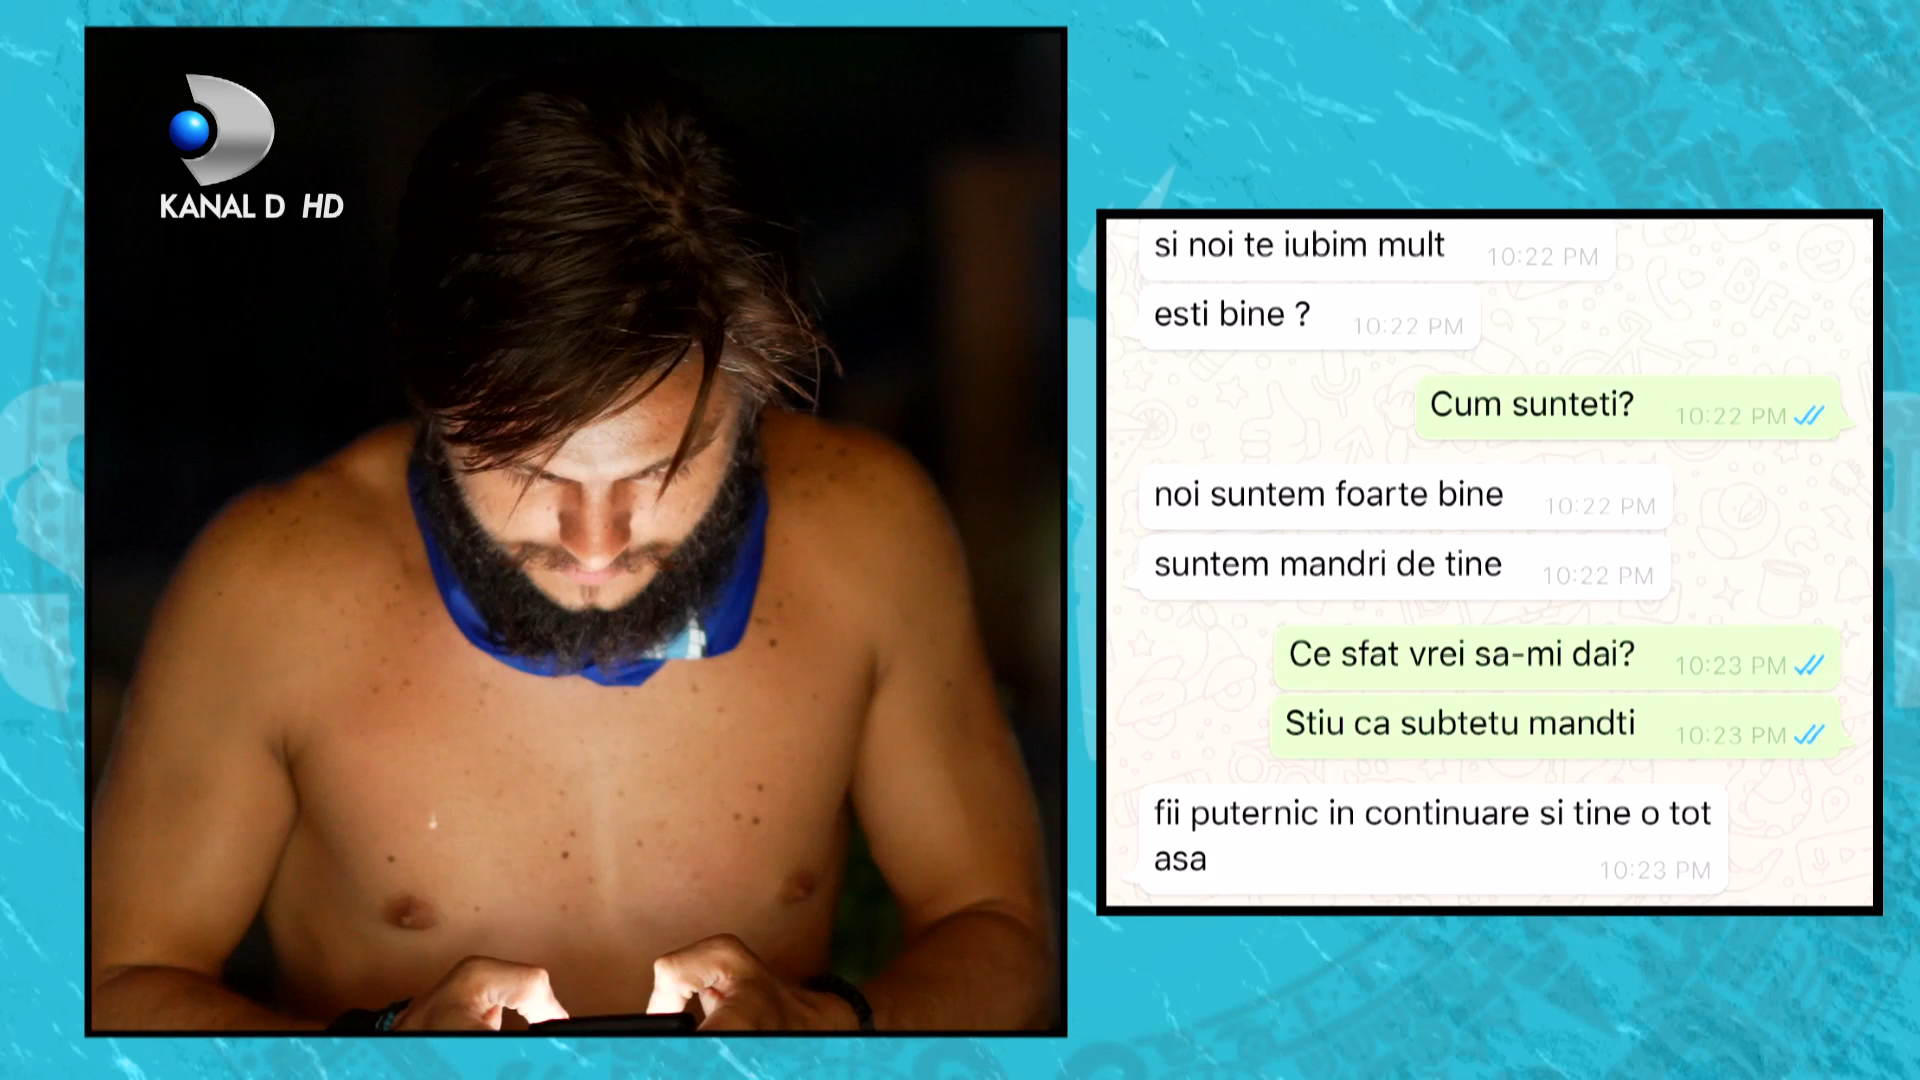 KANAL D HD
si noi te iubim mult 10:22 PM
esti bine ? 10:22 PM
Cum sunteti? 10:22 PM
noi suntem foarte bine 10:22 PM
suntem mandri de tine 10:22 PM
Ce sfat vrei sa-mi dai? 10:23 PM
Stiu ca subtetu mandti 10:23 PM
fii puternic in continuare si tine o tot
asa 10:23 PM